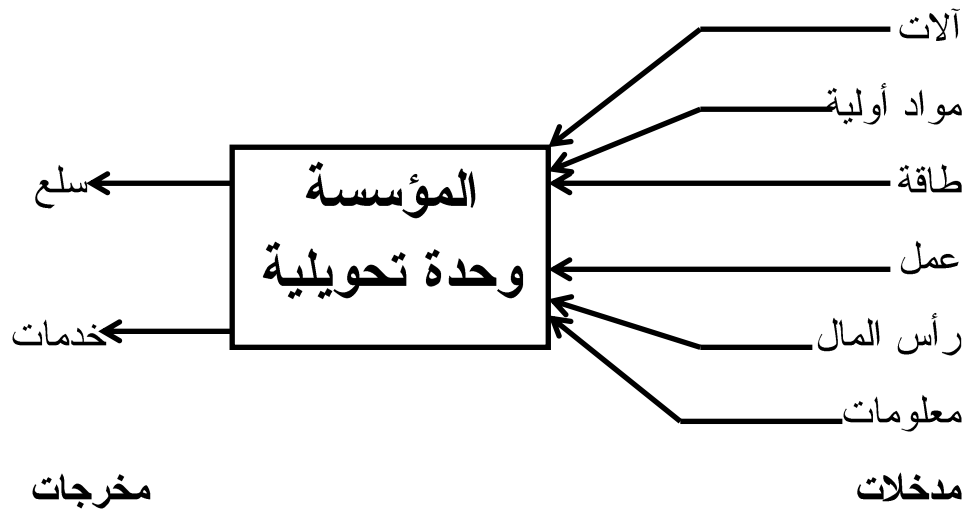 آلات
مواد أولية
طاقة
عمل
رأس المال
معلومات
مدخلات
المؤسسة
وحدة تحويلية
سلع
خدمات
مخرجات